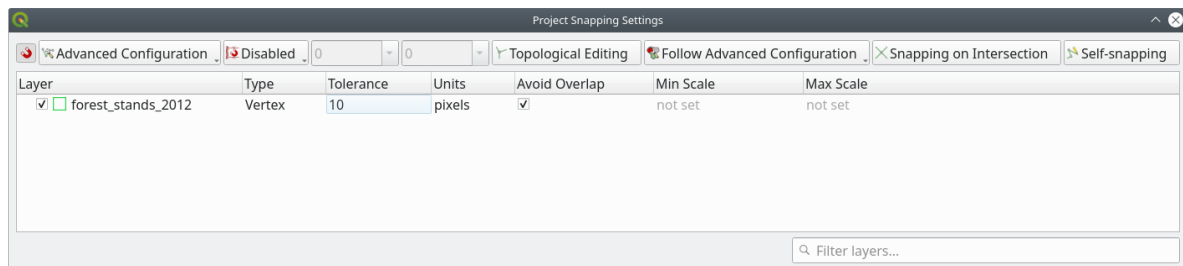 Project Snapping Settings
Advanced Configuration Disabled 0 0 Topological Editing Follow Advanced Configuration Snapping on Intersection Self-snapping
Layer Type Tolerance Units Avoid Overlap Min Scale Max Scale
forest_stands_2012 Vertex 10 pixels not set not set
Filter layers...